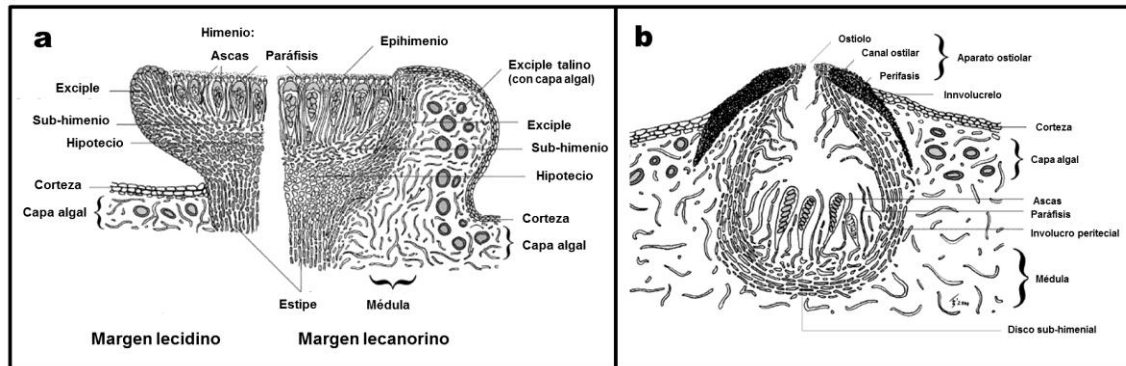 a
Himenio:
Ascas
Paráfisis
Epihimenio
Exciple
Sub-himenio
Hipotecio
Corteza
Capa algal
Exciple talino
(con capa algal)
Exciple
Sub-himenio
Hipotecio
Corteza
Capa algal
Estipe
Médula
Margen lecidino
Margen lecanorino
b
Ostiolo
Canal ostilar
Perífasis
Aparato ostiolar
Innvolucrelo
Corteza
Capa algal
Ascas
Paráfisis
Involucro peritecial
Médula
Disco sub-himenial